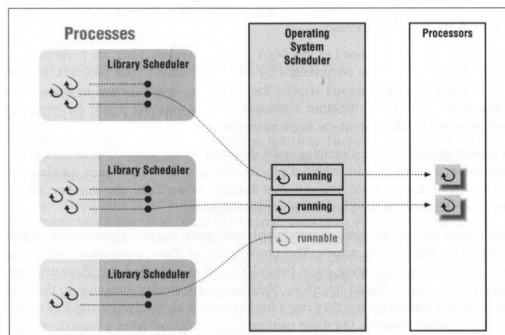 Processes
Library Scheduler
Library Scheduler
Library Scheduler
Operating
System
Scheduler
running
running
runnable
Processors